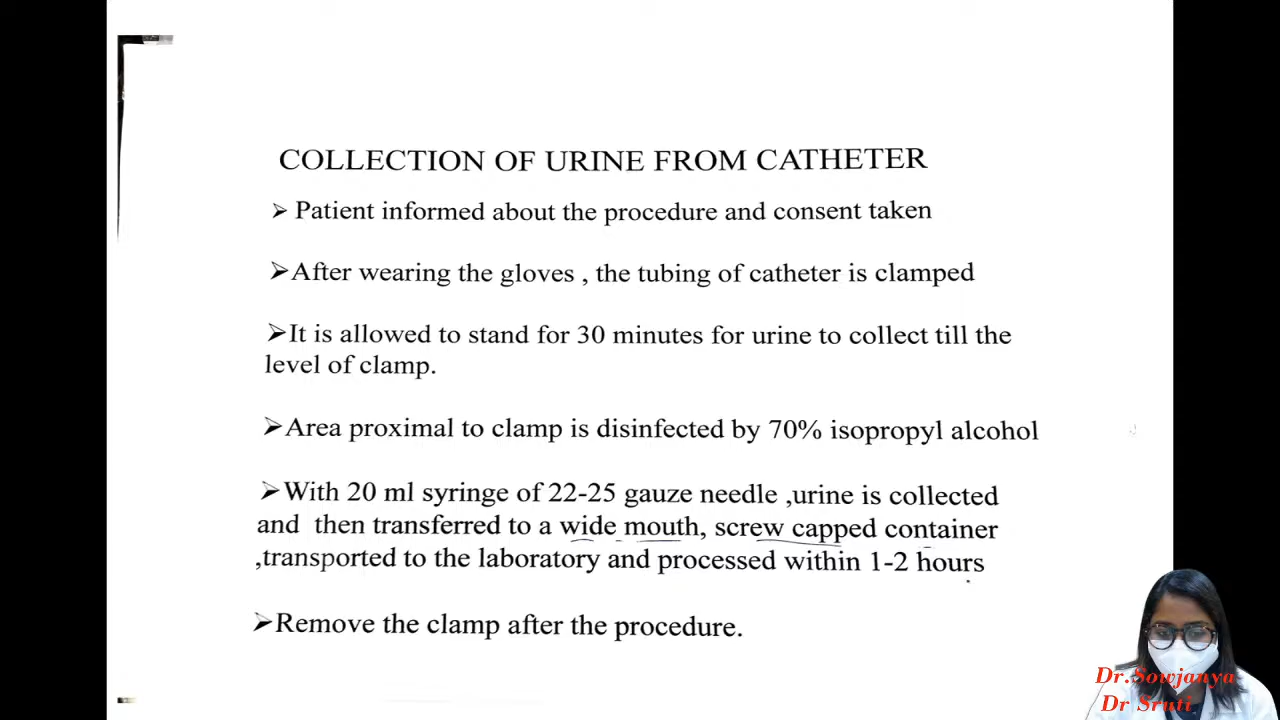 COLLECTION OF URINE FROM CATHETER
➢ Patient informed about the procedure and consent taken
➢After wearing the gloves , the tubing of catheter is clamped
➢It is allowed to stand for 30 minutes for urine to collect till the
level of clamp.
➢Area proximal to clamp is disinfected by 70% isopropyl alcohol
➢With 20 ml syringe of 22-25 gauze needle ,urine is collected
and then transferred to a wide mouth, screw capped container
,transported to the laboratory and processed within 1-2 hours
➢Remove the clamp after the procedure.
Dr.Sowjanya
Dr Sruti